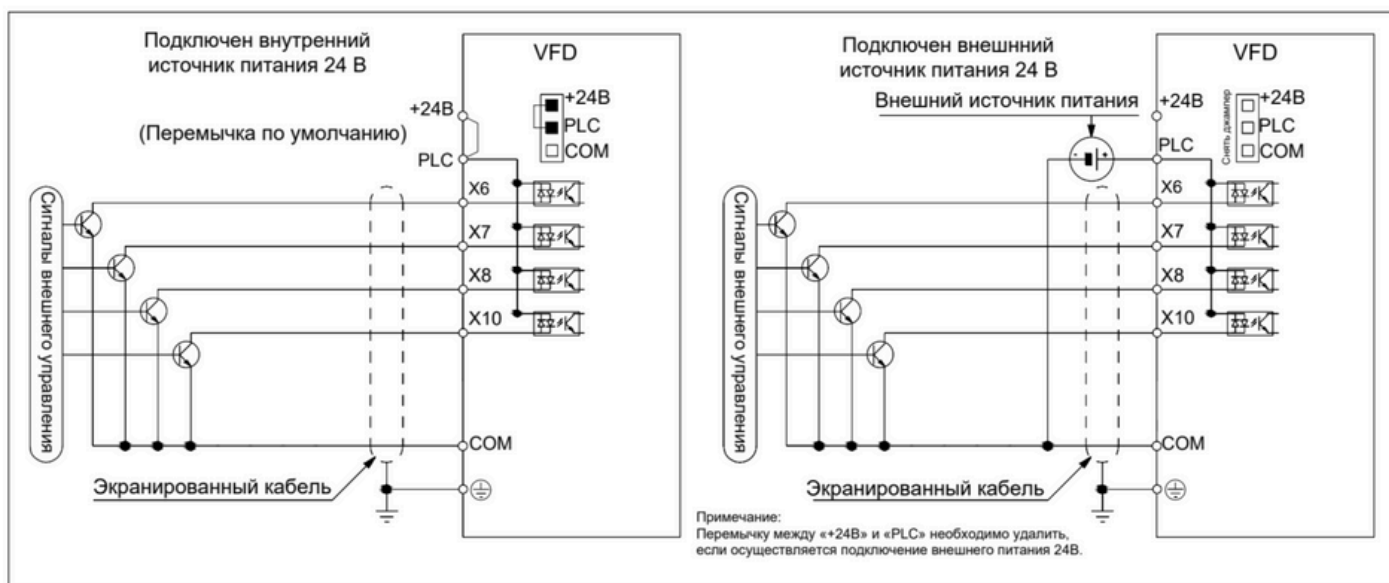 Подключен внутренний
источник питания 24 В
VFD
+24В
PLC
COM
+24В
(Перемычка по умолчанию)
PLC
X6
X7
X8
X10
COM
Сигналы внешнего управления
Экранированный кабель
Подключен внешнний
источник питания 24 В
Внешний источник питания
VFD
+24В
PLC
COM
Снять джампер
+24В
PLC
- +
X6
X7
X8
X10
COM
Сигналы внешнего управления
Экранированный кабель
Примечание:
Перемычку между «+24В» и «PLC» необходимо удалить,
если осуществляется подключение внешнего питания 24В.